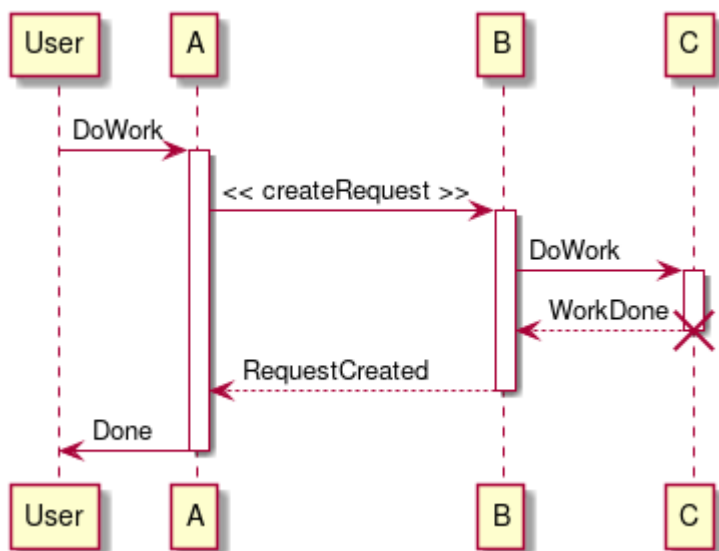 User A B C
DoWork
<< createRequest >>
DoWork
WorkDone
RequestCreated
Done
User A B C